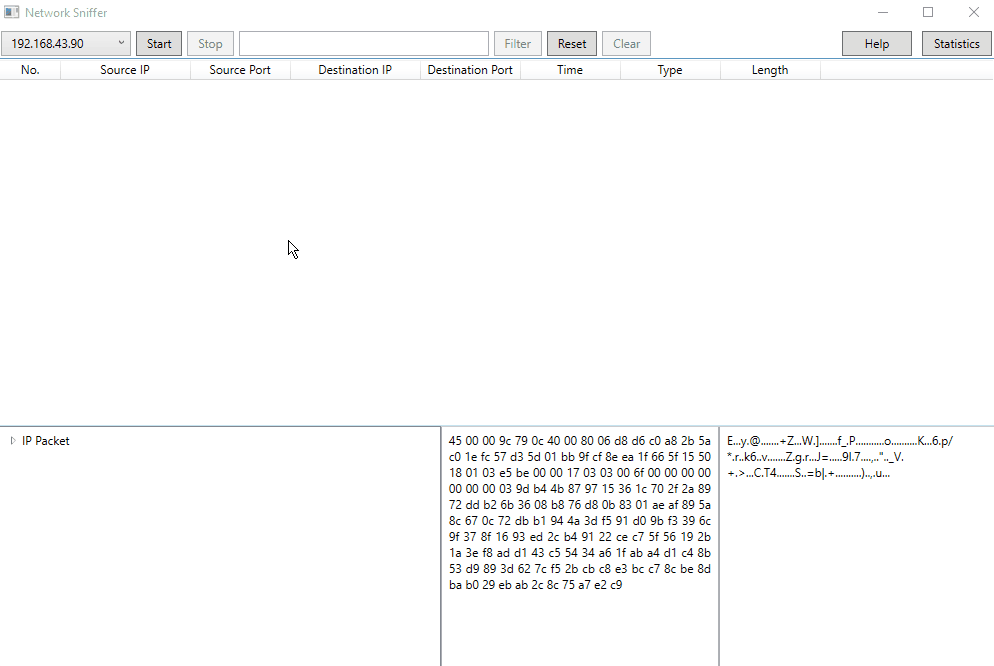 Network Sniffer
192.168.43.90 Start Stop Filter Reset Clear Help Statistics
No. Source IP Source Port Destination IP Destination Port Time Type Length
IP Packet
45 00 00 9c 79 0c 40 00 80 06 d8 d6 c0 a8 2b 5a
c0 1e fc 57 d3 5d 01 bb 9f cf 8e ea 1f 66 5f 15 50
18 01 03 e5 be 00 00 17 03 03 00 6f 00 00 00 00
00 00 00 03 9d b4 4b 87 97 15 36 1c 70 2f 2a 89
72 dd b2 6b 36 08 b8 76 d8 0b 83 01 ae af 89 5a
8c 67 0c 72 db b1 94 4a 3d f5 91 d0 9b f3 39 6c
9f 37 8f 16 93 ed 2c b4 91 22 ce c7 5f 56 19 2b
1a 3e f8 ad d1 43 c5 54 34 a6 1f ab a4 d1 c4 8b
53 d9 89 3d 62 7c f5 2b cb c8 e3 bc c7 8c be 8d
ba b0 29 eb ab 2c 8c 75 a7 e2 c9
E...y.@.......+Z...W.].......f_.P...........o..........K...6.p/
*.r..k6..v.......Z.g.r...J=.....9l.7....,..".._V.
+.>...C.T4.......S..=b|.+..........)..,.u...